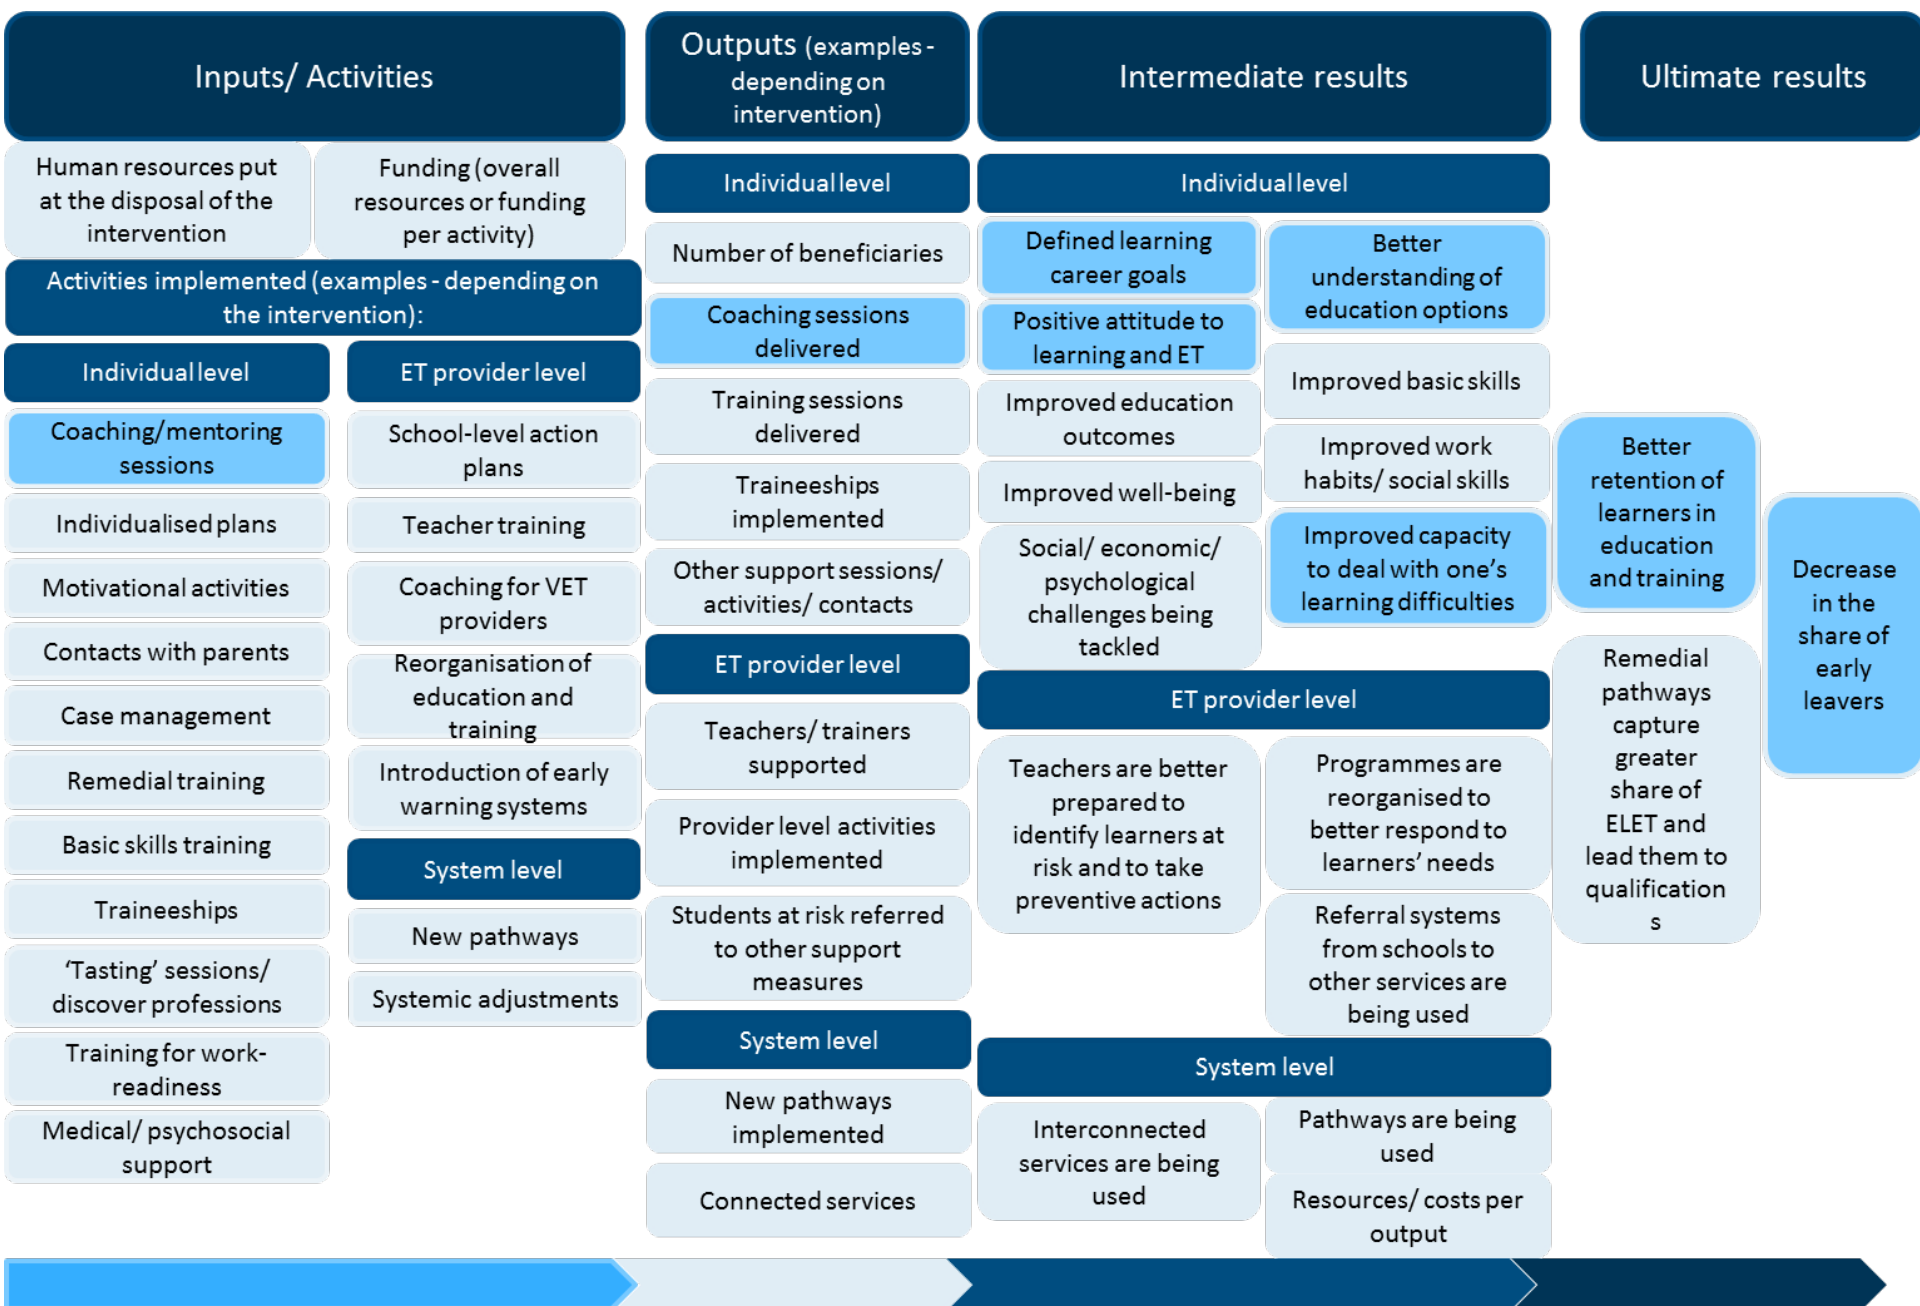 Inputs/ Activities
Human resources put
at the disposal of the
intervention
Funding (overall
resources or funding
per activity)
Activities implemented (examples - depending on
the intervention):
Individual level
Coaching/mentoring
sessions
Individualised plans
Motivational activities
Contacts with parents
Case management
Remedial training
Basic skills training
Traineeships
‘Tasting’ sessions/
discover professions
Training for work-
readiness
Medical/ psychosocial
support
ET provider level
School-level action
plans
Teacher training
Coaching for VET
providers
Reorganisation of
education and
training
Introduction of early
warning systems
System level
New pathways
Systemic adjustments
Outputs (examples -
depending on
intervention)
Individual level
Number of beneficiaries
Coaching sessions
delivered
Training sessions
delivered
Traineeships
implemented
Other support sessions/
activities/ contacts
ET provider level
Teachers/ trainers
supported
Provider level activities
implemented
Students at risk referred
to other support
measures
System level
New pathways
implemented
Connected services
Intermediate results
Individual level
Defined learning
career goals
Positive attitude to
learning and ET
Improved education
outcomes
Improved well-being
Social/ economic/
psychological
challenges being
tackled
Better
understanding of
education options
Improved basic skills
Improved work
habits/ social skills
Improved capacity
to deal with one’s
learning difficulties
ET provider level
Teachers are better
prepared to
identify learners at
risk and to take
preventive actions
Programmes are
reorganised to
better respond to
learners’ needs
Referral systems
from schools to
other services are
being used
System level
Interconnected
services are being
used
Pathways are being
used
Resources/ costs per
output
Ultimate results
Better
retention of
learners in
education
and training
Remedial
pathways
capture
greater
share of
ELET and
lead them to
qualification
s
Decrease
in the
share of
early
leavers